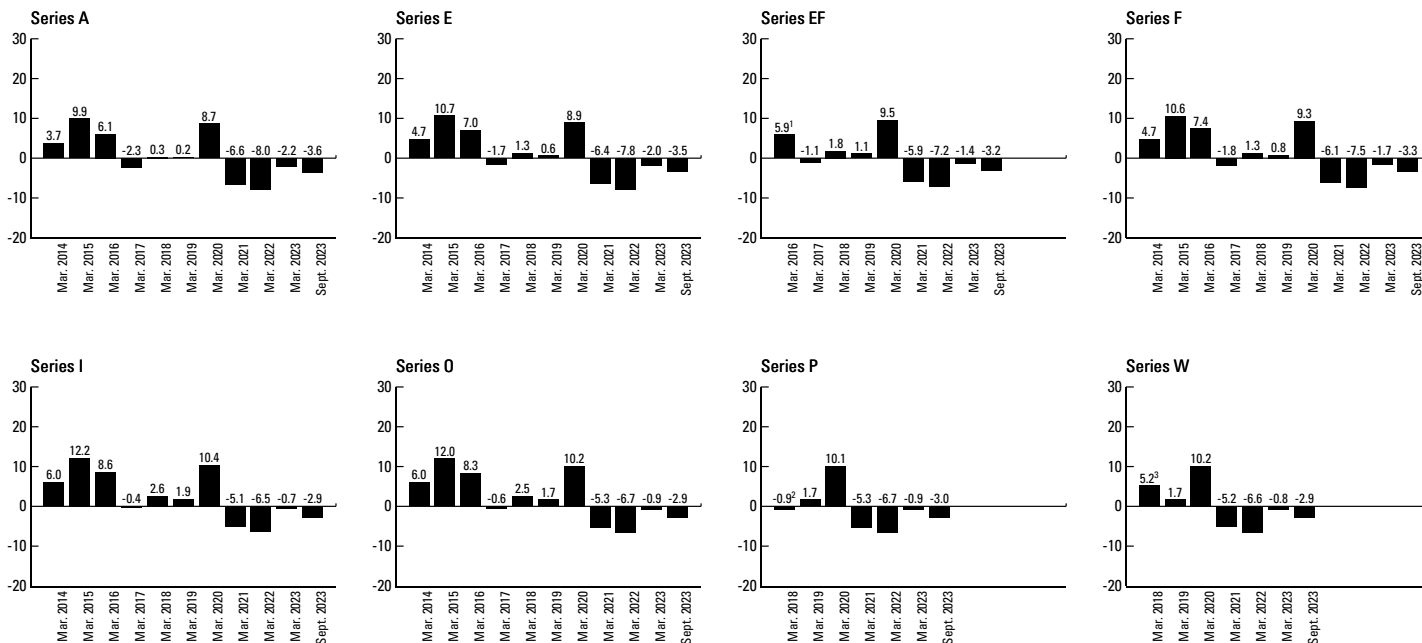 Series A
30
20
10
0
-10
-20
3.7 9.9 6.1 -2.3 0.3 0.2 8.7 -6.6 -8.0 -2.2 -3.6
Mar. 2014
Mar. 2015
Mar. 2016
Mar. 2017
Mar. 2018
Mar. 2019
Mar. 2020
Mar. 2021
Mar. 2022
Mar. 2023
Sept. 2023
Series E
30
20
10
0
-10
-20
4.7 10.7 7.0 -1.7 1.3 0.6 8.9 -6.4 -7.8 -2.0 -3.5
Mar. 2014
Mar. 2015
Mar. 2016
Mar. 2017
Mar. 2018
Mar. 2019
Mar. 2020
Mar. 2021
Mar. 2022
Mar. 2023
Sept. 2023
Series EF
30
20
10
0
-10
-20
5.9¹ -1.1 1.8 1.1 9.5 -5.9 -7.2 -1.4 -3.2
Mar. 2016
Mar. 2017
Mar. 2018
Mar. 2019
Mar. 2020
Mar. 2021
Mar. 2022
Mar. 2023
Sept. 2023
Series F
30
20
10
0
-10
-20
4.7 10.6 7.4 -1.8 1.3 0.8 9.3 -6.1 -7.5 -1.7 -3.3
Mar. 2014
Mar. 2015
Mar. 2016
Mar. 2017
Mar. 2018
Mar. 2019
Mar. 2020
Mar. 2021
Mar. 2022
Mar. 2023
Sept. 2023
Series I
30
20
10
0
-10
-20
6.0 12.2 8.6 -0.4 2.6 1.9 10.4 -5.1 -6.5 -0.7 -2.9
Mar. 2014
Mar. 2015
Mar. 2016
Mar. 2017
Mar. 2018
Mar. 2019
Mar. 2020
Mar. 2021
Mar. 2022
Mar. 2023
Sept. 2023
Series O
30
20
10
0
-10
-20
6.0 12.0 8.3 -0.6 2.5 1.7 10.2 -5.3 -6.7 -0.9 -2.9
Mar. 2014
Mar. 2015
Mar. 2016
Mar. 2017
Mar. 2018
Mar. 2019
Mar. 2020
Mar. 2021
Mar. 2022
Mar. 2023
Sept. 2023
Series P
30
20
10
0
-10
-20
-0.9² 1.7 10.1 -5.3 -6.7 -0.9 -3.0
Mar. 2018
Mar. 2019
Mar. 2020
Mar. 2021
Mar. 2022
Mar. 2023
Sept. 2023
Series W
30
20
10
0
-10
-20
5.2³ 1.7 10.2 -5.2 -6.6 -0.8 -2.9
Mar. 2018
Mar. 2019
Mar. 2020
Mar. 2021
Mar. 2022
Mar. 2023
Sept. 2023